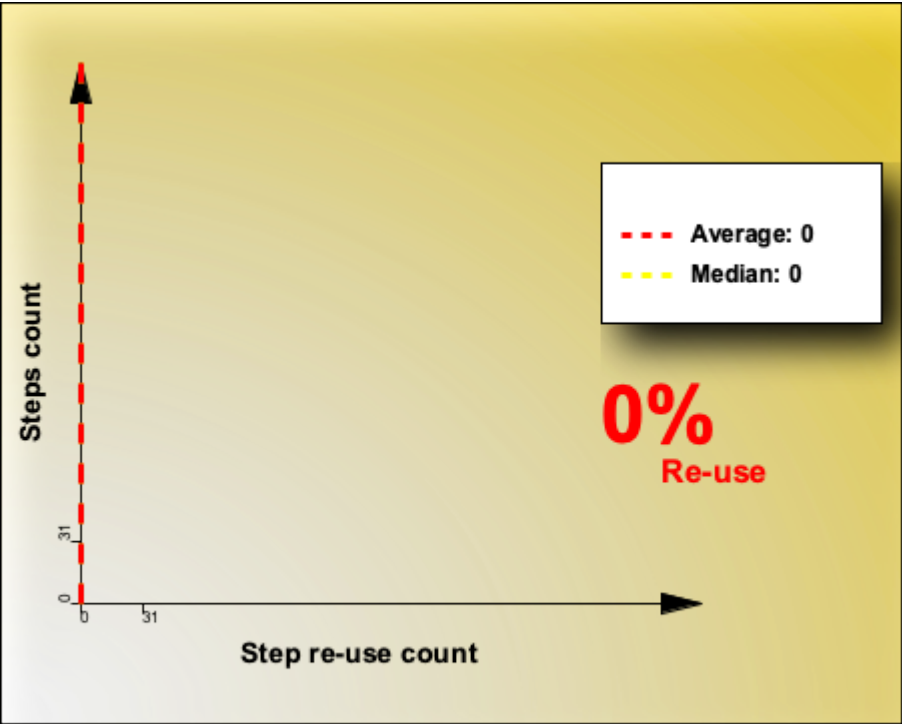 Average: 0
Median: 0
Steps count
0%
Re-use
31
0
0
31
Step re-use count